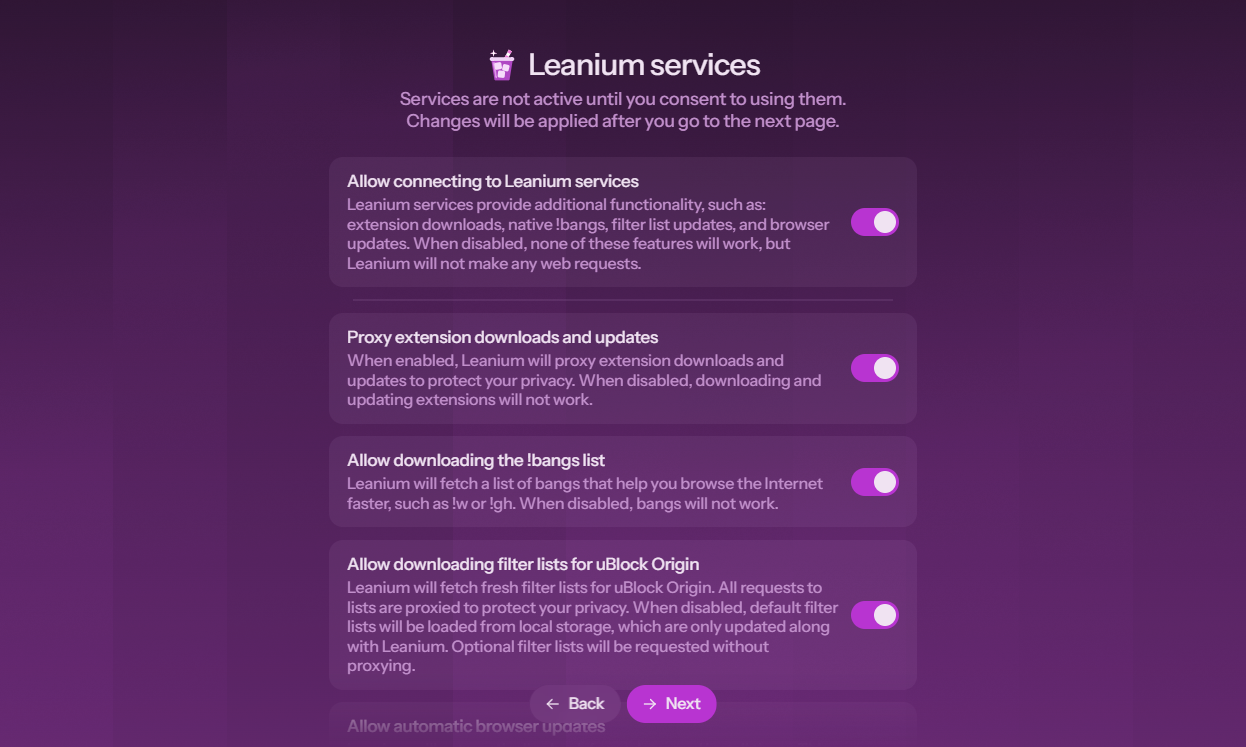 Leanium services
Services are not active until you consent to using them.
Changes will be applied after you go to the next page.
Allow connecting to Leanium services
Leanium services provide additional functionality, such as:
extension downloads, native !bangs, filter list updates, and browser
updates. When disabled, none of these features will work, but
Leanium will not make any web requests.
Proxy extension downloads and updates
When enabled, Leanium will proxy extension downloads and
updates to protect your privacy. When disabled, downloading and
updating extensions will not work.
Allow downloading the !bangs list
Leanium will fetch a list of bangs that help you browse the Internet
faster, such as !w or !gh. When disabled, bangs will not work.
Allow downloading filter lists for uBlock Origin
Leanium will fetch fresh filter lists for uBlock Origin. All requests to
lists are proxied to protect your privacy. When disabled, default filter
lists will be loaded from local storage, which are only updated along
with Leanium. Optional filter lists will be requested without
proxying.
← Back → Next
Allow automatic browser updates